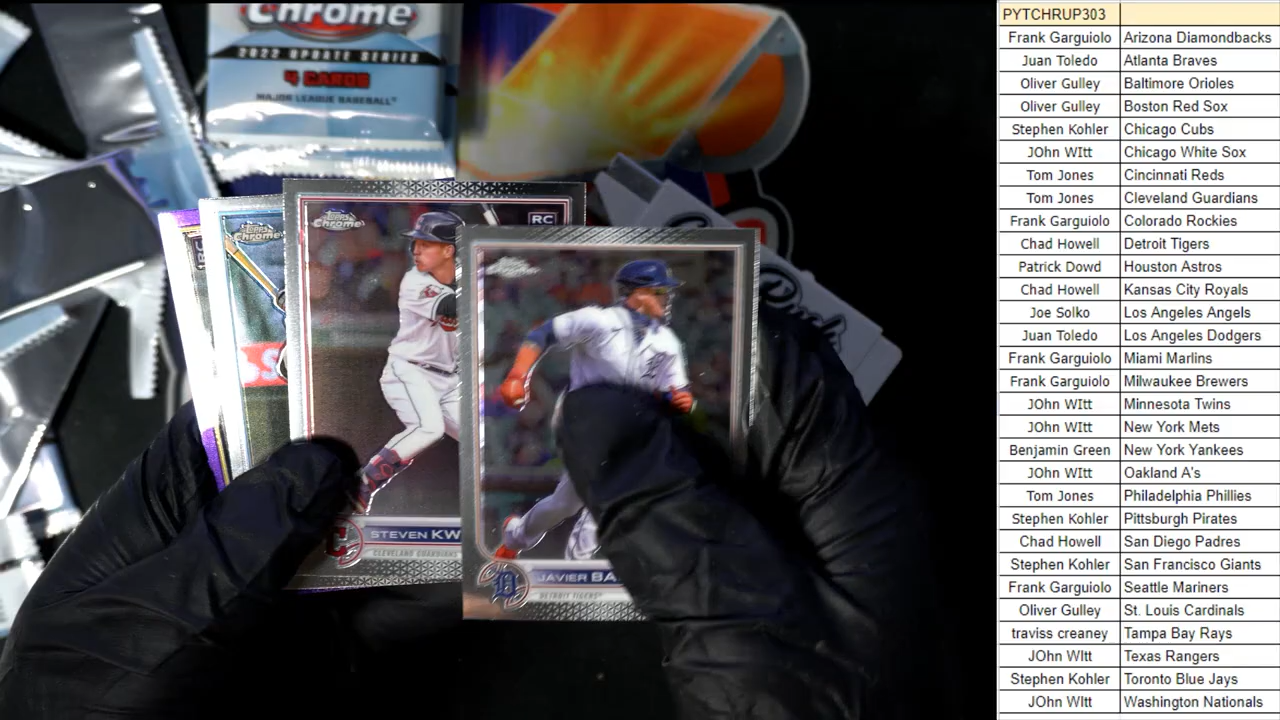 Chrome
2022 UPDATE SERIES
4 CARDS
MAJOR LEAGUE BASEBALL
Topps Chrome
Topps Chrome
RC
STEVEN KW
CLEVELAND GUARDIANS
JAVIER BA
DETROIT TIGERS
PYTCHRUP303
Frank Garguiolo Arizona Diamondbacks
Juan Toledo Atlanta Braves
Oliver Gulley Baltimore Orioles
Oliver Gulley Boston Red Sox
Stephen Kohler Chicago Cubs
JOhn WItt Chicago White Sox
Tom Jones Cincinnati Reds
Tom Jones Cleveland Guardians
Frank Garguiolo Colorado Rockies
Chad Howell Detroit Tigers
Patrick Dowd Houston Astros
Chad Howell Kansas City Royals
Joe Solko Los Angeles Angels
Juan Toledo Los Angeles Dodgers
Frank Garguiolo Miami Marlins
Frank Garguiolo Milwaukee Brewers
JOhn WItt Minnesota Twins
JOhn WItt New York Mets
Benjamin Green New York Yankees
JOhn WItt Oakland A's
Tom Jones Philadelphia Phillies
Stephen Kohler Pittsburgh Pirates
Chad Howell San Diego Padres
Stephen Kohler San Francisco Giants
Frank Garguiolo Seattle Mariners
Oliver Gulley St. Louis Cardinals
traviss creaney Tampa Bay Rays
JOhn WItt Texas Rangers
Stephen Kohler Toronto Blue Jays
JOhn WItt Washington Nationals